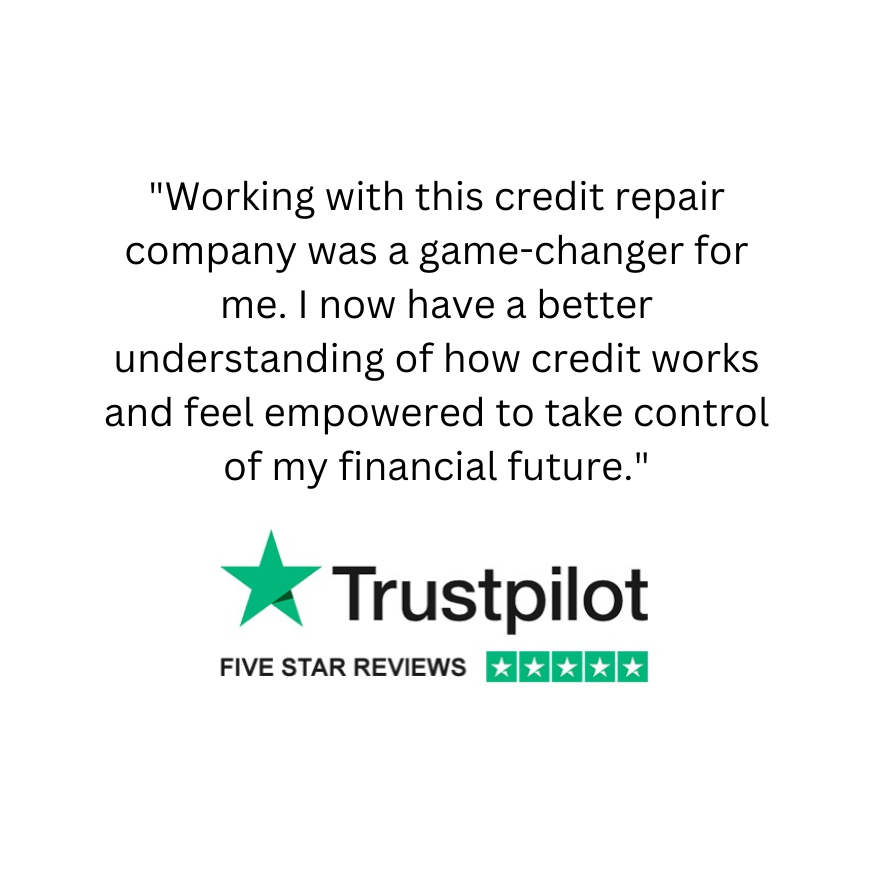 "Working with this credit repair
company was a game-changer for
me. I now have a better
understanding of how credit works
and feel empowered to take control
of my financial future."
Trustpilot
FIVE STAR REVIEWS